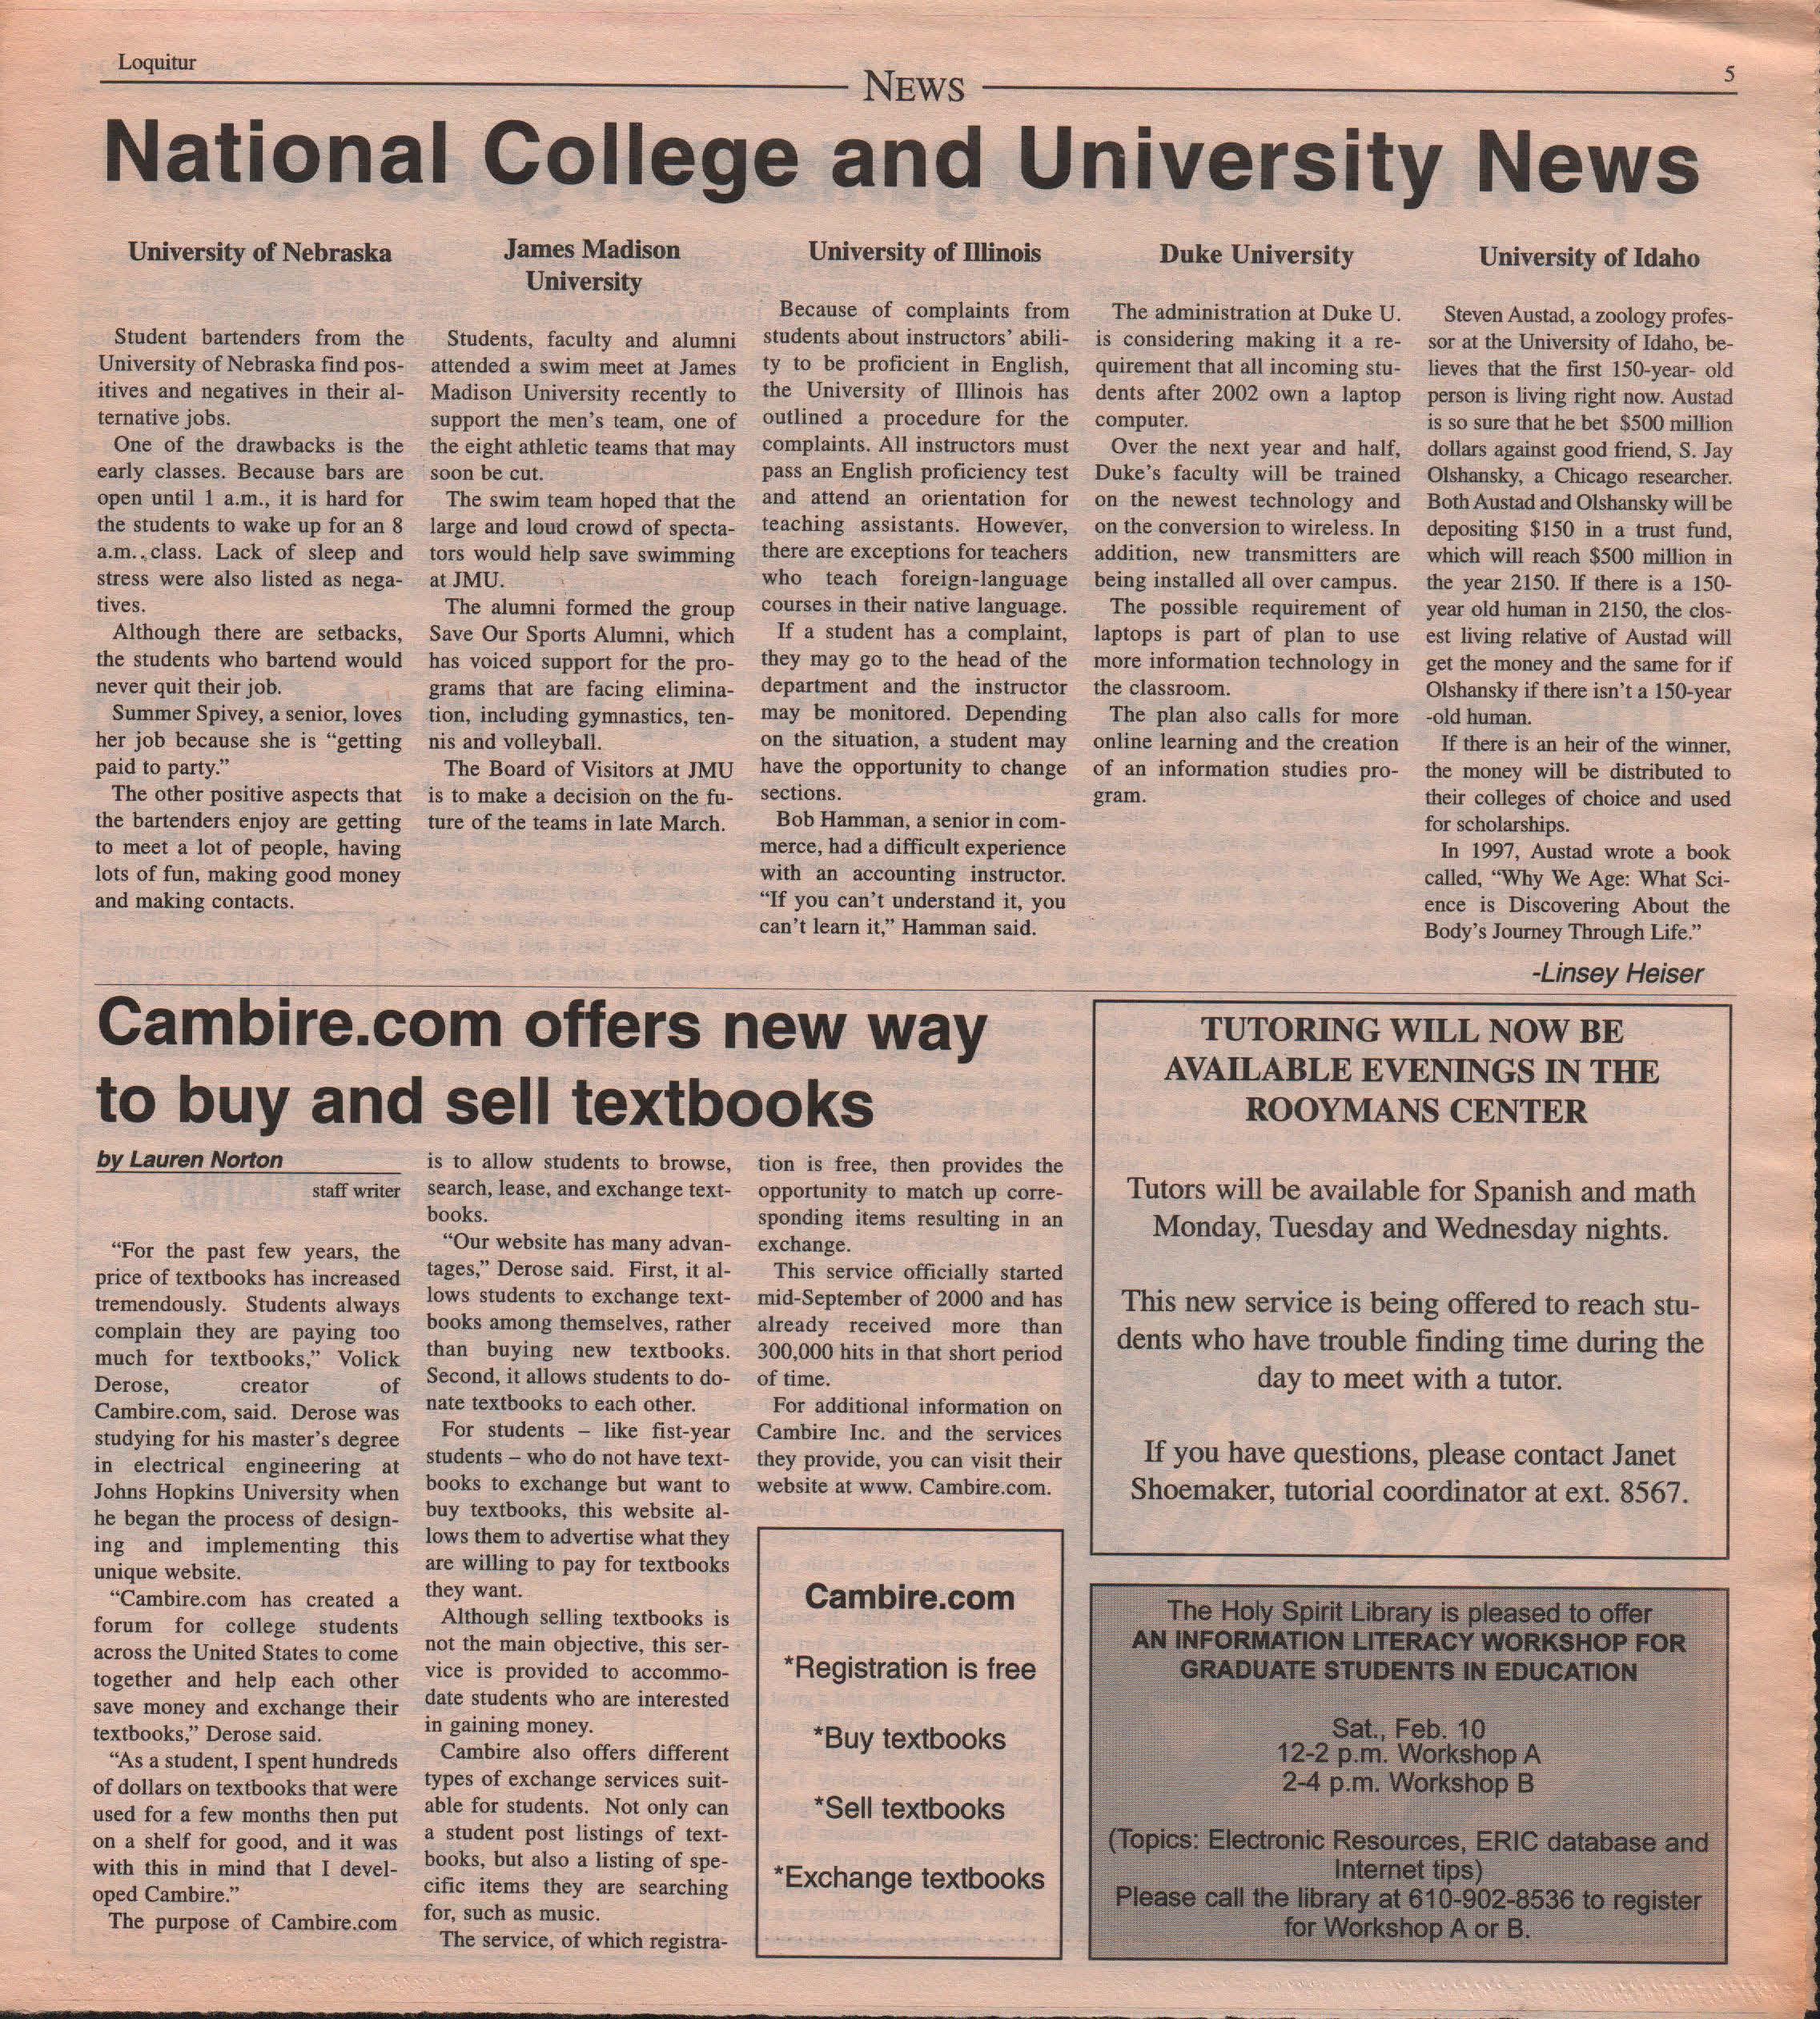 Loquitur
NEWS
5
National College and University News
University of Nebraska
Student bartenders from the
University of Nebraska find pos-
itives and negatives in their al-
ternative jobs.
One of the drawbacks is the
early classes. Because bars are
open until 1 a.m., it is hard for
the students to wake up for an 8
a.m., class. Lack of sleep and
stress were also listed as nega-
tives.
Although there are setbacks,
the students who bartend would
never quit their job.
Summer Spivey, a senior, loves
her job because she is “getting
paid to party.”
The other positive aspects that
the bartenders enjoy are getting
to meet a lot of people, having
lots of fun, making good money
and making contacts.
James Madison
University
Students, faculty and alumni
attended a swim meet at James
Madison University recently to
support the men’s team, one of
the eight athletic teams that may
soon be cut.
The swim team hoped that the
large and loud crowd of specta-
tors would help save swimming
at JMU.
The alumni formed the group
Save Our Sports Alumni, which
has voiced support for the pro-
grams that are facing elimina-
tion, including gymnastics, ten-
nis and volleyball.
The Board of Visitors at JMU
is to make a decision on the fu-
ture of the teams in late March.
University of Illinois
Because of complaints from
students about instructors’ abili-
ty to be proficient in English,
the University of Illinois has
outlined a procedure for the
complaints. All instructors must
pass an English proficiency test
and attend an orientation for
teaching assistants. However,
there are exceptions for teachers
who teach foreign-language
courses in their native language.
If a student has a complaint,
they may go to the head of the
department and the instructor
may be monitored. Depending
on the situation, a student may
have the opportunity to change
sections.
Bob Hamman, a senior in com-
merce, had a difficult experience
with an accounting instructor.
“If you can’t understand it, you
can’t learn it,” Hamman said.
Duke University
The administration at Duke U.
is considering making it a re-
quirement that all incoming stu-
dents after 2002 own a laptop
computer.
Over the next year and half,
Duke’s faculty will be trained
on the newest technology and
on the conversion to wireless. In
addition, new transmitters are
being installed all over campus.
The possible requirement of
laptops is part of plan to use
more information technology in
the classroom.
The plan also calls for more
online learning and the creation
of an information studies pro-
gram.
University of Idaho
Steven Austad, a zoology profes-
sor at the University of Idaho, be-
lieves that the first 150-year- old
person is living right now. Austad
is so sure that he bet $500 million
dollars against good friend, S. Jay
Olshansky, a Chicago researcher.
Both Austad and Olshansky will be
depositing $150 in a trust fund,
which will reach $500 million in
the year 2150. If there is a 150-
year old human in 2150, the clos-
est living relative of Austad will
get the money and the same for if
Olshansky if there isn’t a 150-year
-old human.
If there is an heir of the winner,
the money will be distributed to
their colleges of choice and used
for scholarships.
In 1997, Austad wrote a book
called, “Why We Age: What Sci-
ence is Discovering About the
Body’s Journey Through Life.”
-Linsey Heiser
Cambire.com offers new way
to buy and sell textbooks
by Lauren Norton
staff writer
“For the past few years, the
price of textbooks has increased
tremendously. Students always
complain they are paying too
much for textbooks,” Volick
Derose, creator of
Cambire.com, said. Derose was
studying for his master’s degree
in electrical engineering at
Johns Hopkins University when
he began the process of design-
ing and implementing this
unique website.
“Cambire.com has created a
forum for college students
across the United States to come
together and help each other
save money and exchange their
textbooks,” Derose said.
“As a student, I spent hundreds
of dollars on textbooks that were
used for a few months then put
on a shelf for good, and it was
with this in mind that I devel-
oped Cambire.”
The purpose of Cambire.com
is to allow students to browse,
search, lease, and exchange text-
books.
“Our website has many advan-
tages,” Derose said. First, it al-
lows students to exchange text-
books among themselves, rather
than buying new textbooks.
Second, it allows students to do-
nate textbooks to each other.
For students – like fist-year
students – who do not have text-
books to exchange but want to
buy textbooks, this website al-
lows them to advertise what they
are willing to pay for textbooks
they want.
Although selling textbooks is
not the main objective, this ser-
vice is provided to accommo-
date students who are interested
in gaining money.
Cambire also offers different
types of exchange services suit-
able for students. Not only can
a student post listings of text-
books, but also a listing of spe-
cific items they are searching
for, such as music.
The service, of which registra-
tion is free, then provides the
opportunity to match up corre-
sponding items resulting in an
exchange.
This service officially started
mid-September of 2000 and has
already received more than
300,000 hits in that short period
of time.
For additional information on
Cambire Inc. and the services
they provide, you can visit their
website at www. Cambire.com.
Cambire.com
*Registration is free
*Buy textbooks
*Sell textbooks
*Exchange textbooks
TUTORING WILL NOW BE
AVAILABLE EVENINGS IN THE
ROOYMANS CENTER
Tutors will be available for Spanish and math
Monday, Tuesday and Wednesday nights.
This new service is being offered to reach stu-
dents who have trouble finding time during the
day to meet with a tutor.
If you have questions, please contact Janet
Shoemaker, tutorial coordinator at ext. 8567.
The Holy Spirit Library is pleased to offer
AN INFORMATION LITERACY WORKSHOP FOR
GRADUATE STUDENTS IN EDUCATION
Sat., Feb. 10
12-2 p.m. Workshop A
2-4 p.m. Workshop B
(Topics: Electronic Resources, ERIC database and
Internet tips)
Please call the library at 610-902-8536 to register
for Workshop A or B.